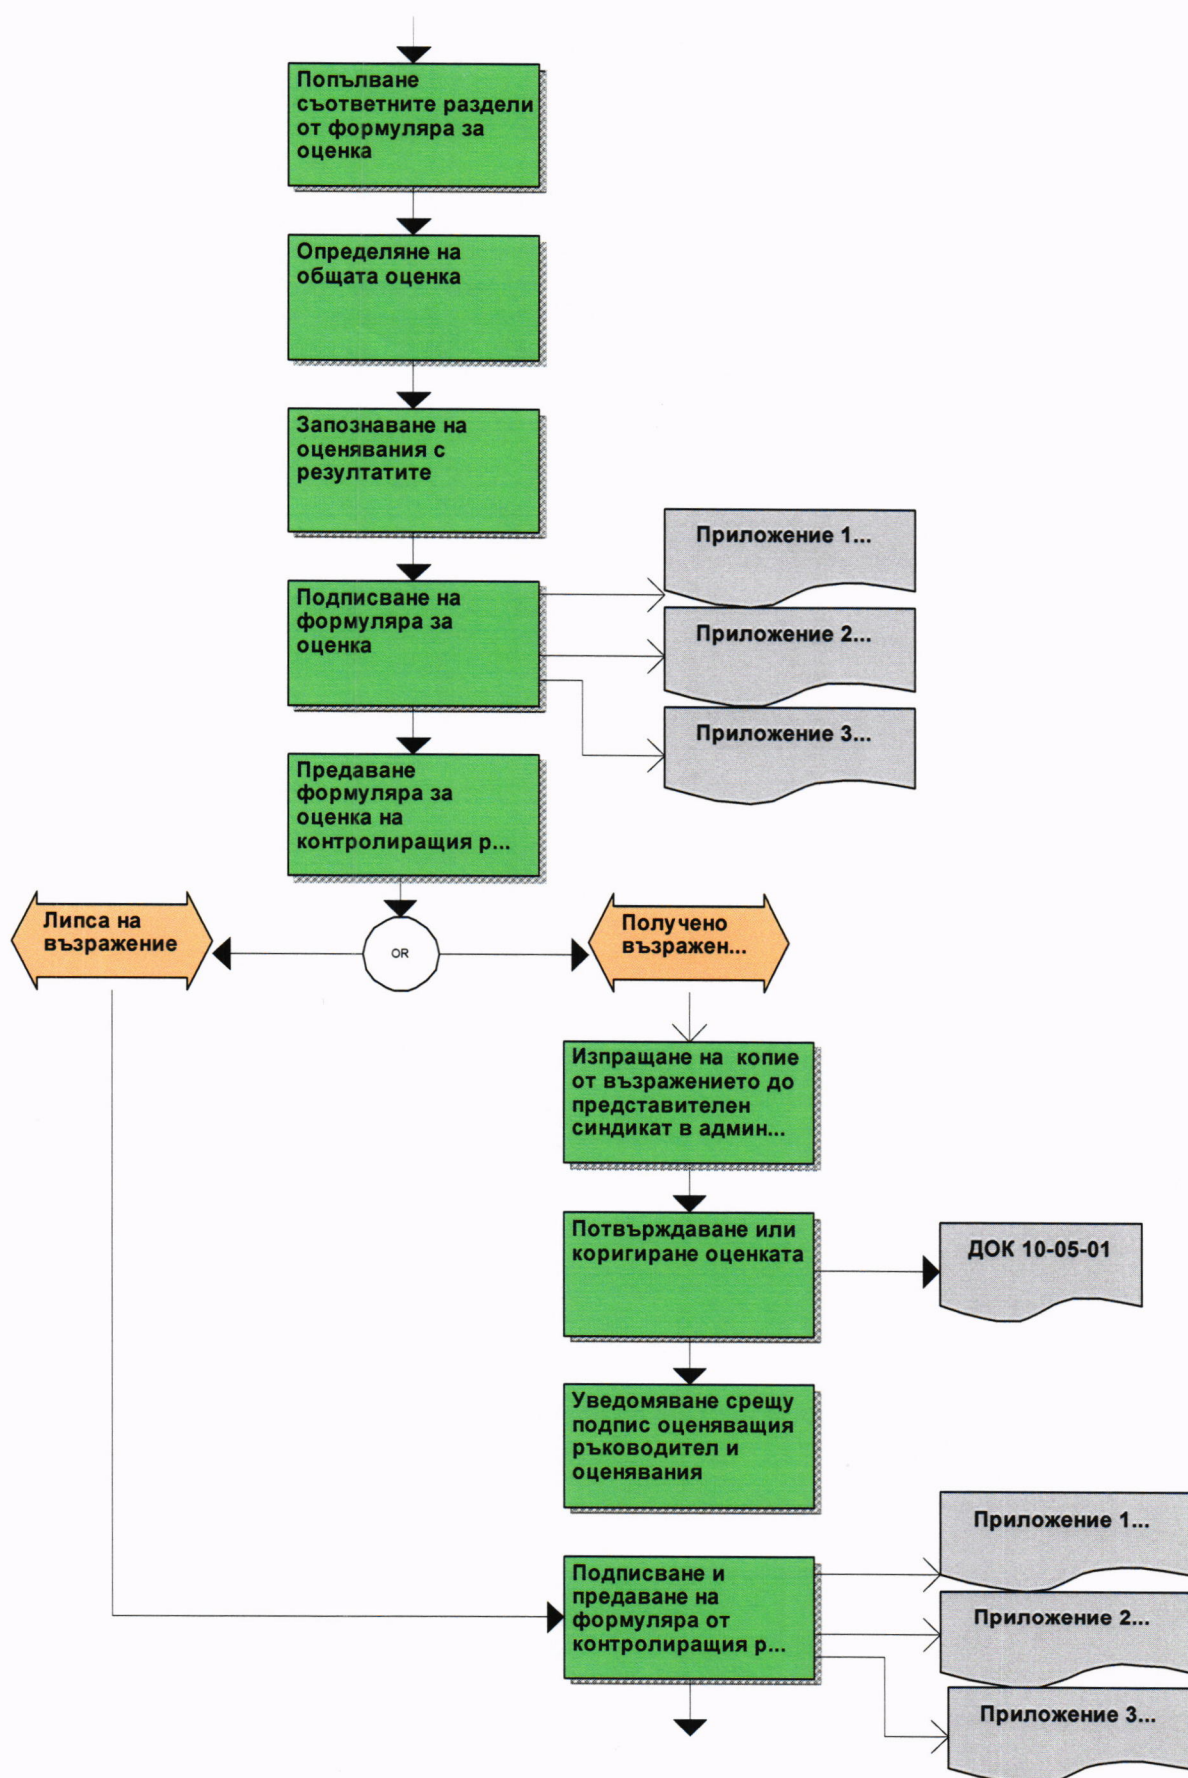 Попълване
съответните раздели
от формуляра за
оценка
Определяне на
общата оценка
Запознаване на
оценявания с
резултатите
Подписване на
формуляра за
оценка
Приложение 1...
Приложение 2...
Приложение 3...
Предаване
формуляра за
оценка на
контролиращия р...
Липса на
възражение
OR
Получено
възражен...
Изпращане на копие
от възражението до
представителен
синдикат в админ...
Потвърждаване или
коригиране оценката
ДОК 10-05-01
Уведомяване срещу
подпис оценяващия
ръководител и
оценявания
Подписване и
предаване на
формуляра от
контролиращия р...
Приложение 1...
Приложение 2...
Приложение 3...